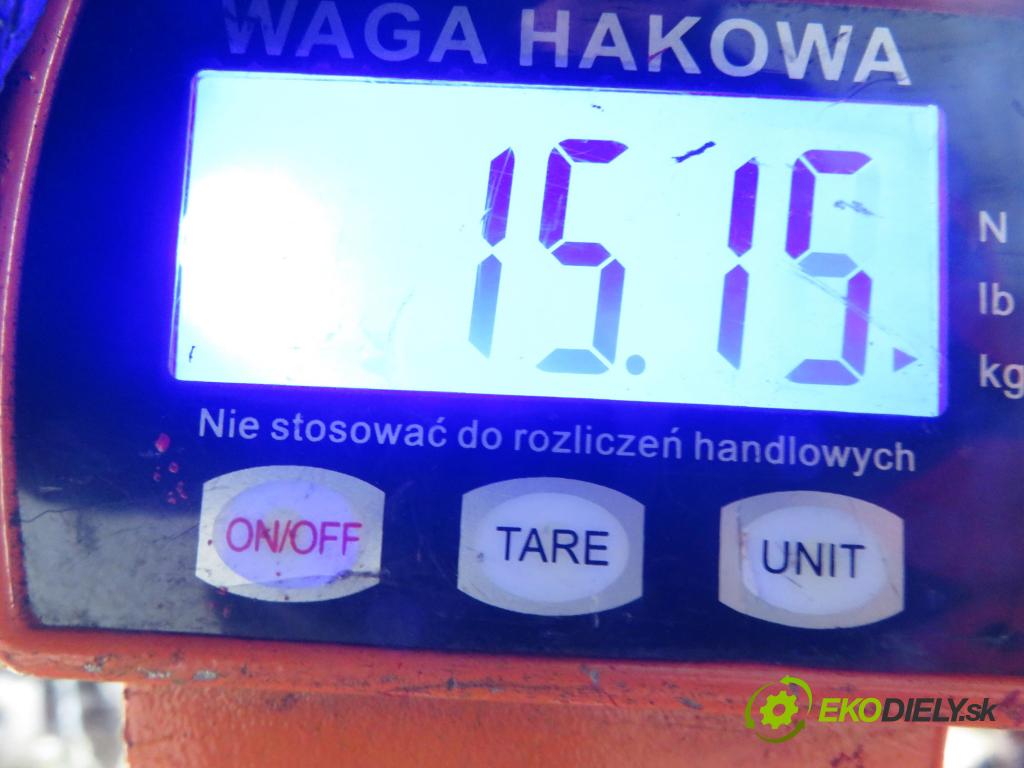 WAGA HAKOWA
15.15
N
lb
kg
Nie stosować do rozliczeń handlowych
ON/OFF TARE UNIT
EKODIELY.sk